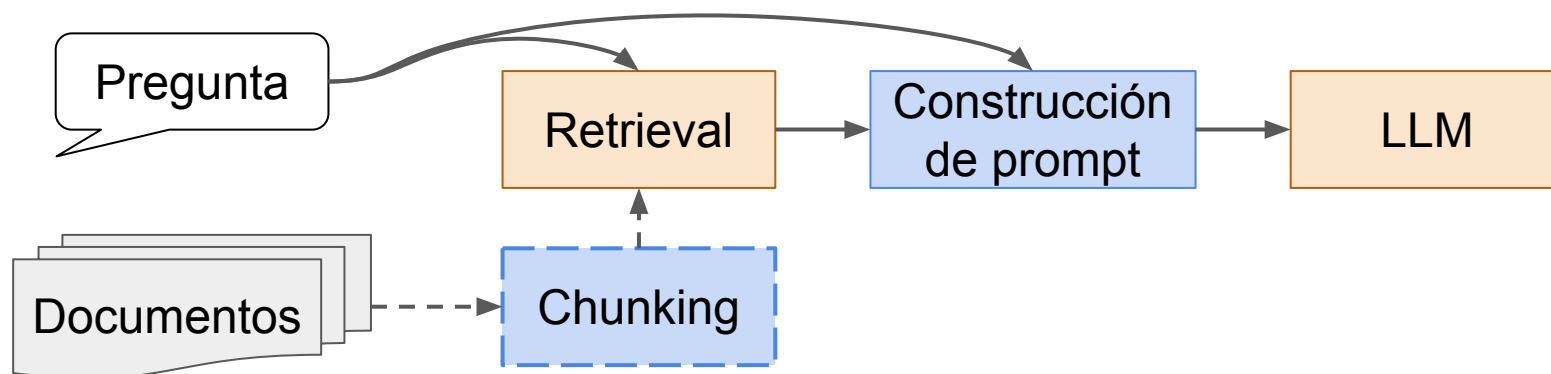 Pregunta
Retrieval
Construcción
de prompt
LLM
Documentos
Chunking